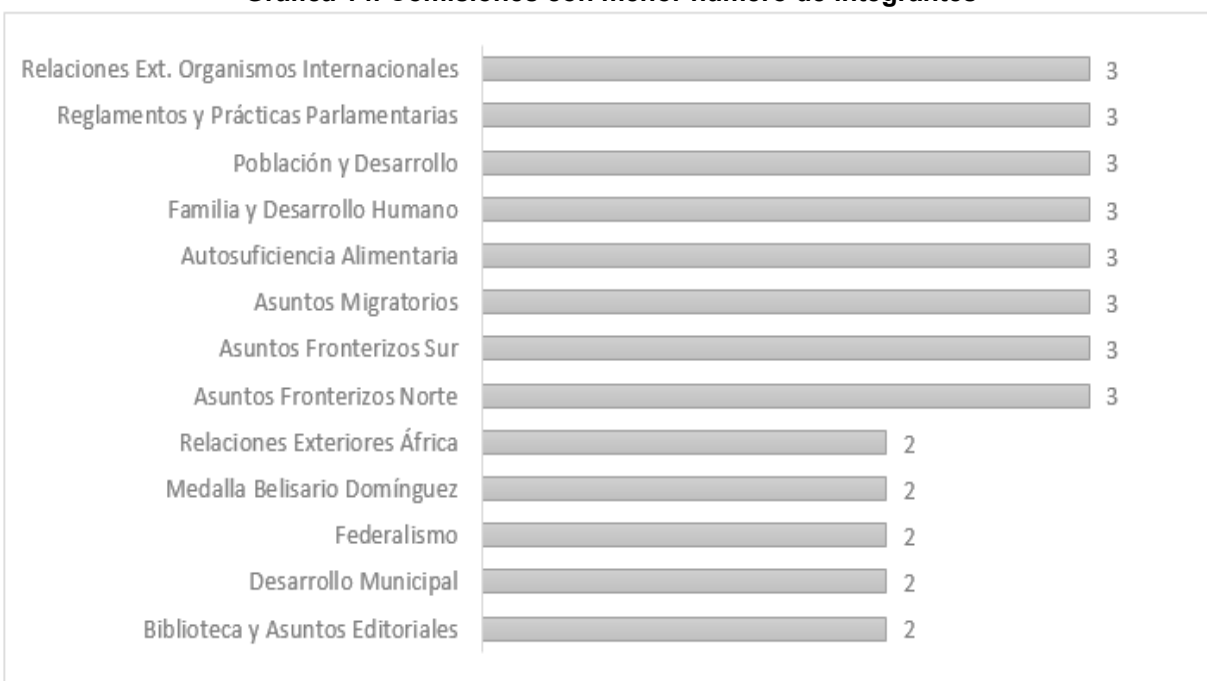 Gráfica Comisiones con menor número de integrantes
Relaciones Ext. Organismos Internacionales 3
Reglamentos y Prácticas Parlamentarias 3
Población y Desarrollo 3
Familia y Desarrollo Humano 3
Autosuficiencia Alimentaria 3
Asuntos Migratorios 3
Asuntos Fronterizos Sur 3
Asuntos Fronterizos Norte 3
Relaciones Exteriores África 2
Medalla Belisario Domínguez 2
Federalismo 2
Desarrollo Municipal 2
Biblioteca y Asuntos Editoriales 2